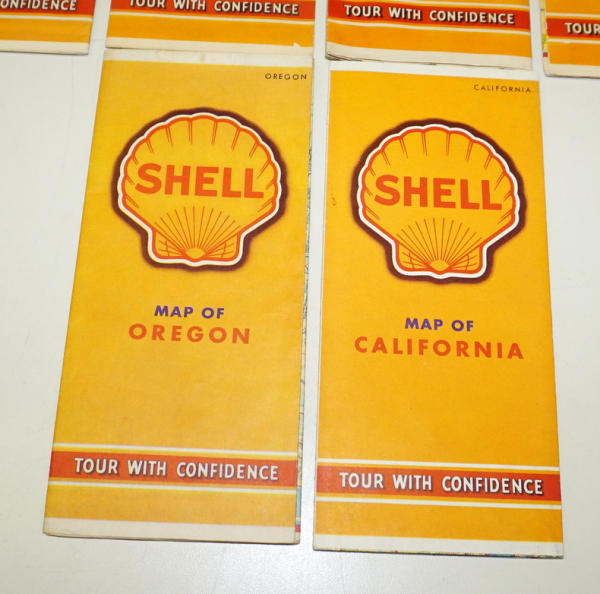 ONFIDENCE
TOUR WITH CONFIDENCE
TOUR WITH CONFIDENCE
TOUR
OREGON
SHELL
MAP OF
OREGON
TOUR WITH CONFIDENCE
CALIFORNIA
SHELL
MAP OF
CALIFORNIA
TOUR WITH CONFIDENCE